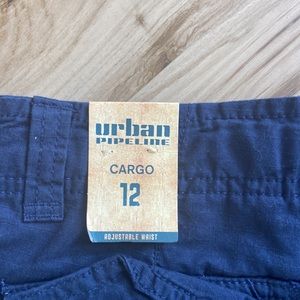 urban
PIPELINE
CARGO
12
ADJUSTABLE WAIST